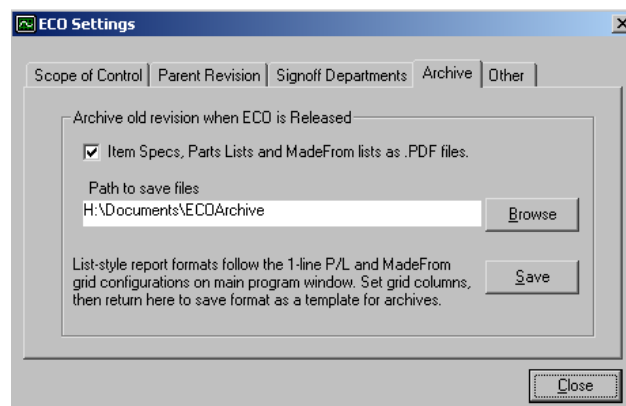 ECO Settings
Scope of Control
Parent Revision
Signoff Departments
Archive
Other
Archive old revision when ECO is Released
Item Specs, Parts Lists and MadeFrom lists as .PDF files.
Path to save files
H:\Documents\ECOArchive
Browse
List-style report formats follow the 1-line P/L and MadeFrom
grid configurations on main program window. Set grid columns,
then return here to save format as a template for archives.
Save
Close